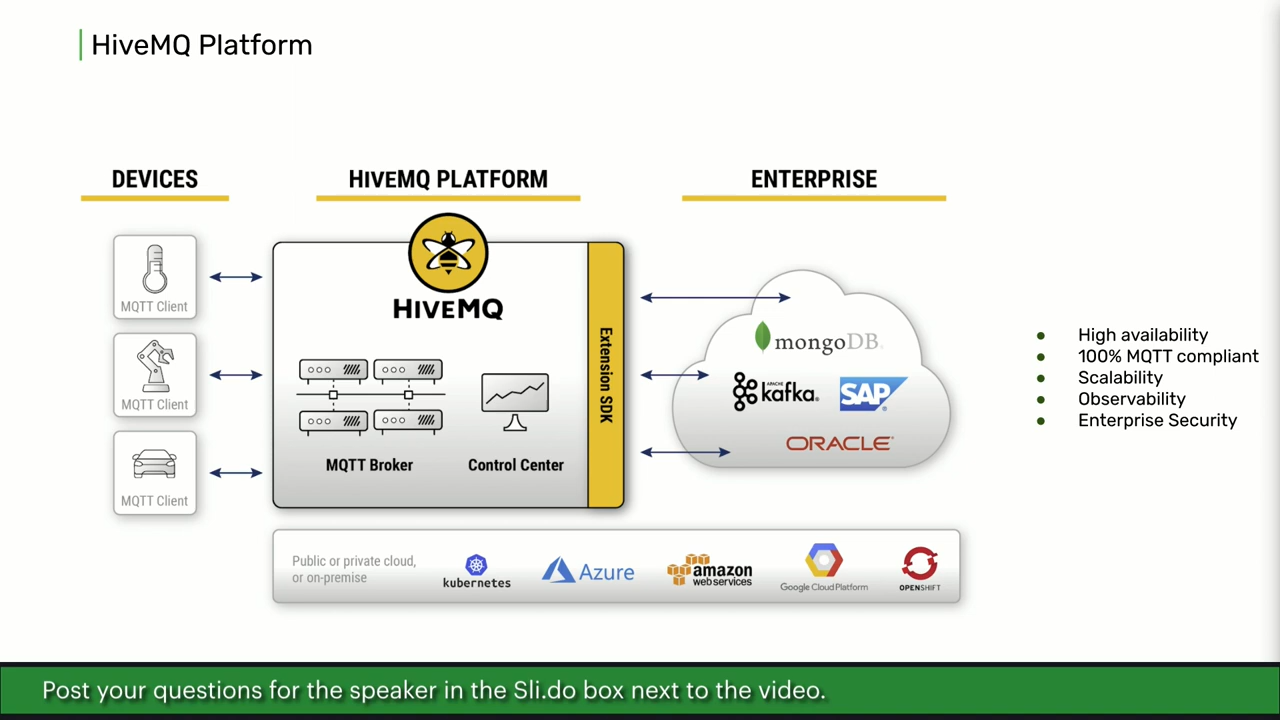 HiveMQ Platform
DEVICES
HIVEMQ PLATFORM
ENTERPRISE
MQTT Client
MQTT Client
MQTT Client
HIVEMQ
MQTT Broker
Control Center
Extension SDK
mongoDB
APACHE
kafka
SAP
ORACLE
High availability
100% MQTT compliant
Scalability
Observability
Enterprise Security
Public or private cloud,
or on-premise
kubernetes
Azure
amazon
web services
Google Cloud Platform
OPENSHIFT
Post your questions for the speaker in the Sli.do box next to the video.